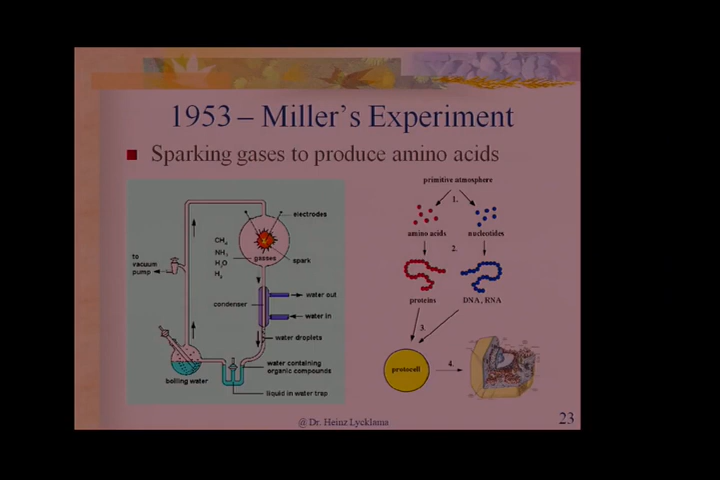 1953 – Miller's Experiment
Sparking gases to produce amino acids
electrodes
CH4
NH3
H2O
H2
gasses
spark
to
vacuum
pump
condenser
water out
water in
water droplets
water containing
organic compounds
boiling water
liquid in water trap
primitive atmosphere
1.
amino acids
nucleotides
2.
proteins
DNA, RNA
3.
protocell
4.
@ Dr. Heinz Lycklama
23